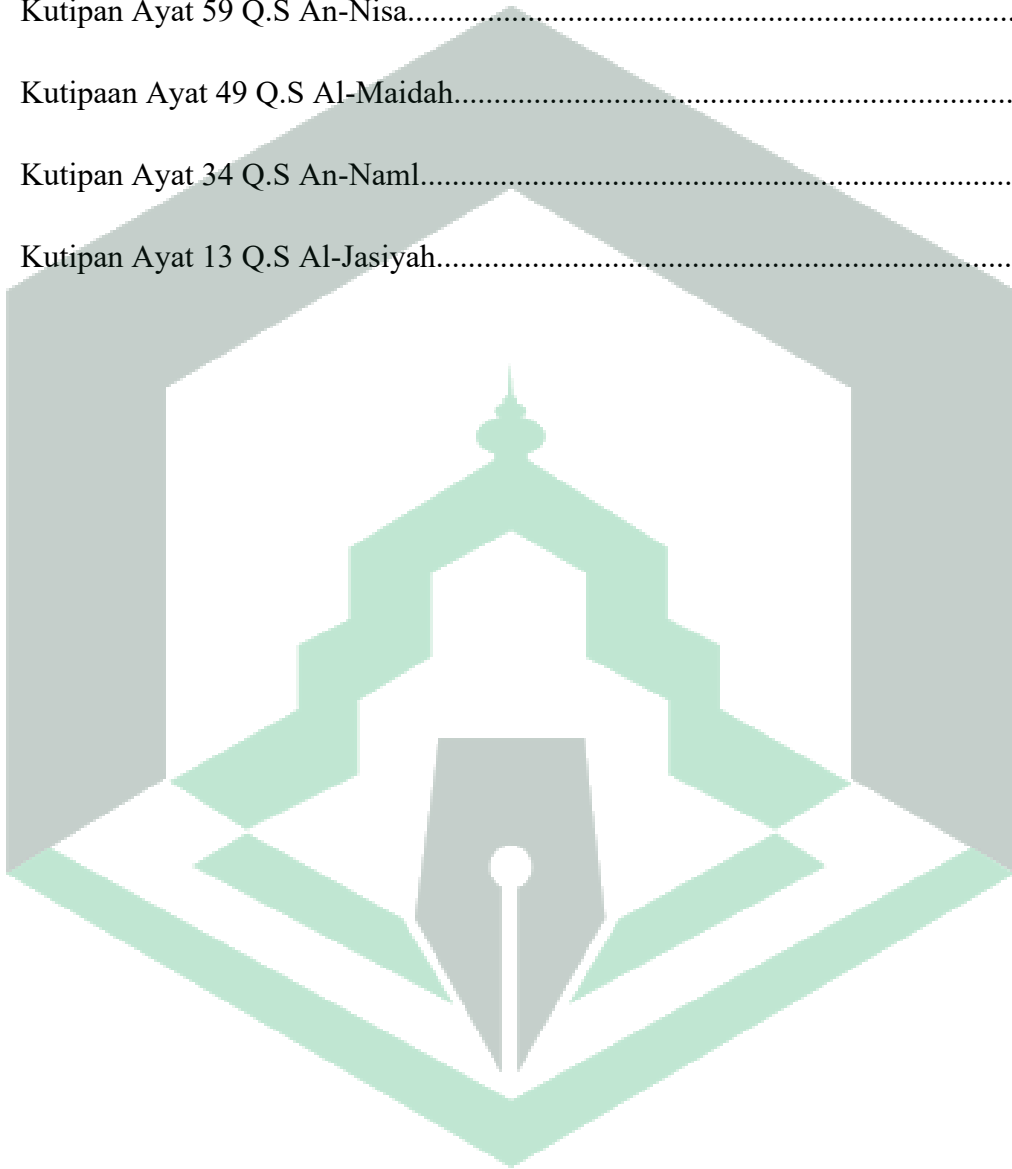 Kutipan Ayat 59 Q.S An-Nisa.....................................................................
Kutipaan Ayat 49 Q.S Al-Maidah...............................................................
Kutipan Ayat 34 Q.S An-Naml...................................................................
Kutipan Ayat 13 Q.S Al-Jasiyah.................................................................